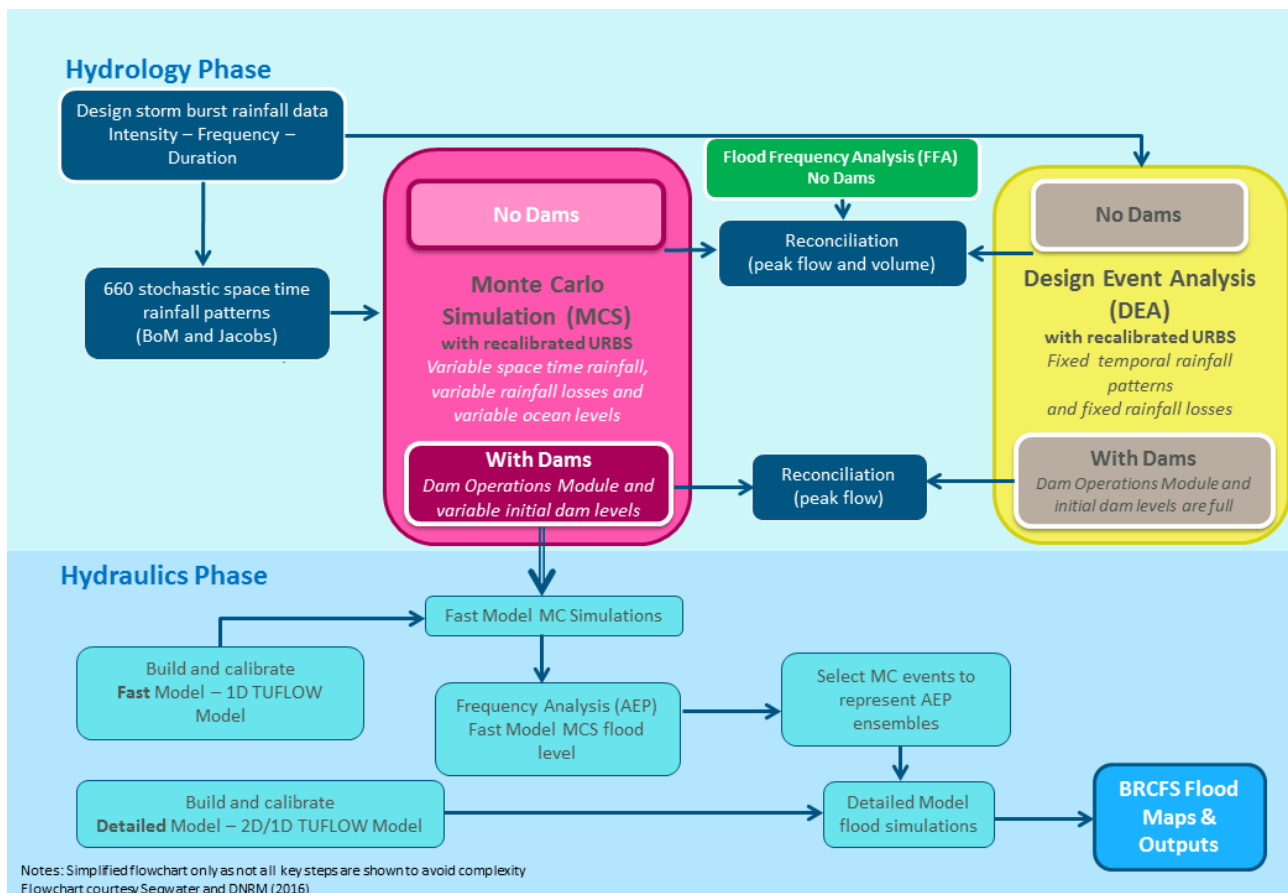 Hydrology Phase
Design storm burst rainfall data
Intensity – Frequency –
Duration
660 stochastic space time
rainfall patterns
(BoM and Jacobs)
No Dams
Monte Carlo
Simulation (MCS)
with recalibrated URBS
Variable space time rainfall,
variable rainfall losses and
variable ocean levels
With Dams
Dam Operations Module and
variable initial dam levels
Flood Frequency Analysis (FFA)
No Dams
Reconciliation
(peak flow and volume)
Reconciliation
(peak flow)
No Dams
Design Event Analysis
(DEA)
with recalibrated URBS
Fixed temporal rainfall
patterns
and fixed rainfall losses
With Dams
Dam Operations Module and
initial dam levels are full
Hydraulics Phase
Fast Model MC Simulations
Build and calibrate
Fast Model – 1D TUFLOW
Model
Frequency Analysis (AEP)
Fast Model MCS flood
level
Select MC events to
represent AEP
ensembles
Build and calibrate
Detailed Model – 2D/1D TUFLOW Model
Detailed Model
flood simulations
BRCFS Flood
Maps &
Outputs
Notes: Simplified flowchart only as not all key steps are shown to avoid complexity
Flowchart courtesy Seqwater and DNRM (2016)